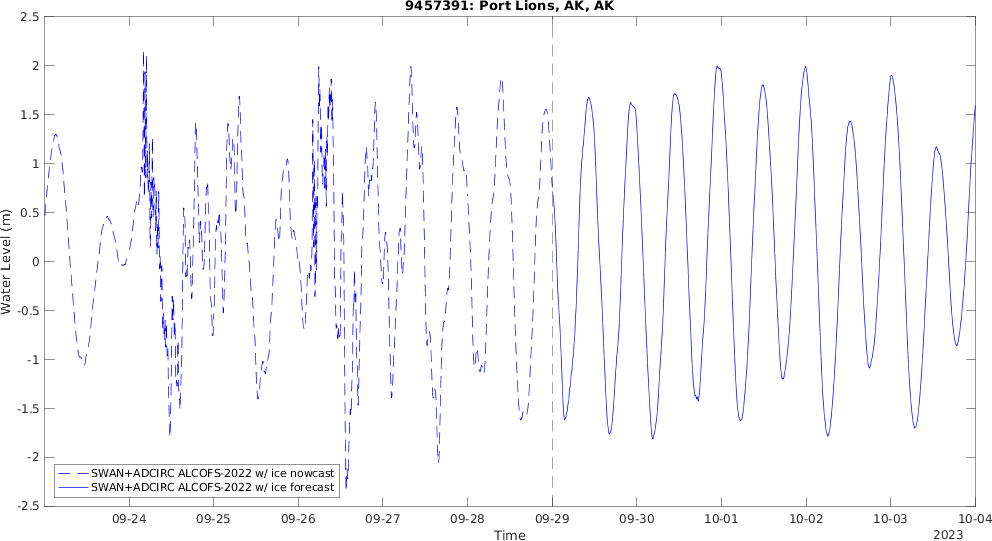 9457391: Port Lions, AK, AK
2.5
2
1.5
1
0.5
0
-0.5
-1
-1.5
-2
-2.5
Water Level (m)
SWAN+ADCIRC ALCOFS-2022 w/ ice nowcast
SWAN+ADCIRC ALCOFS-2022 w/ ice forecast
09-24 09-25 09-26 09-27 09-28 09-29 09-30 10-01 10-02 10-03 10-04
Time
2023